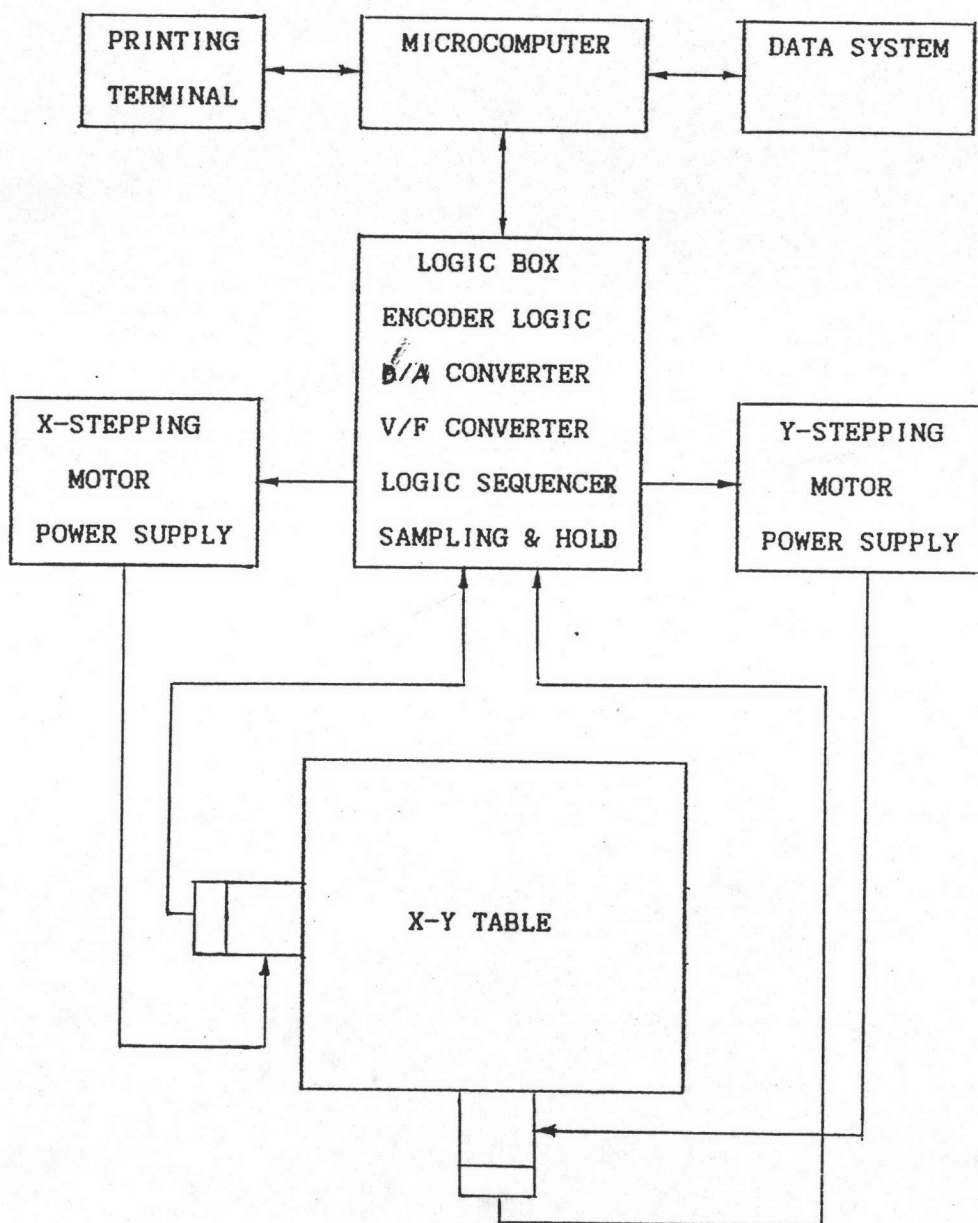 PRINTING
TERMINAL
MICROCOMPUTER
DATA SYSTEM
LOGIC BOX
ENCODER LOGIC
D/A CONVERTER
V/F CONVERTER
LOGIC SEQUENCER
SAMPLING & HOLD
X-STEPPING
MOTOR
POWER SUPPLY
Y-STEPPING
MOTOR
POWER SUPPLY
X-Y TABLE